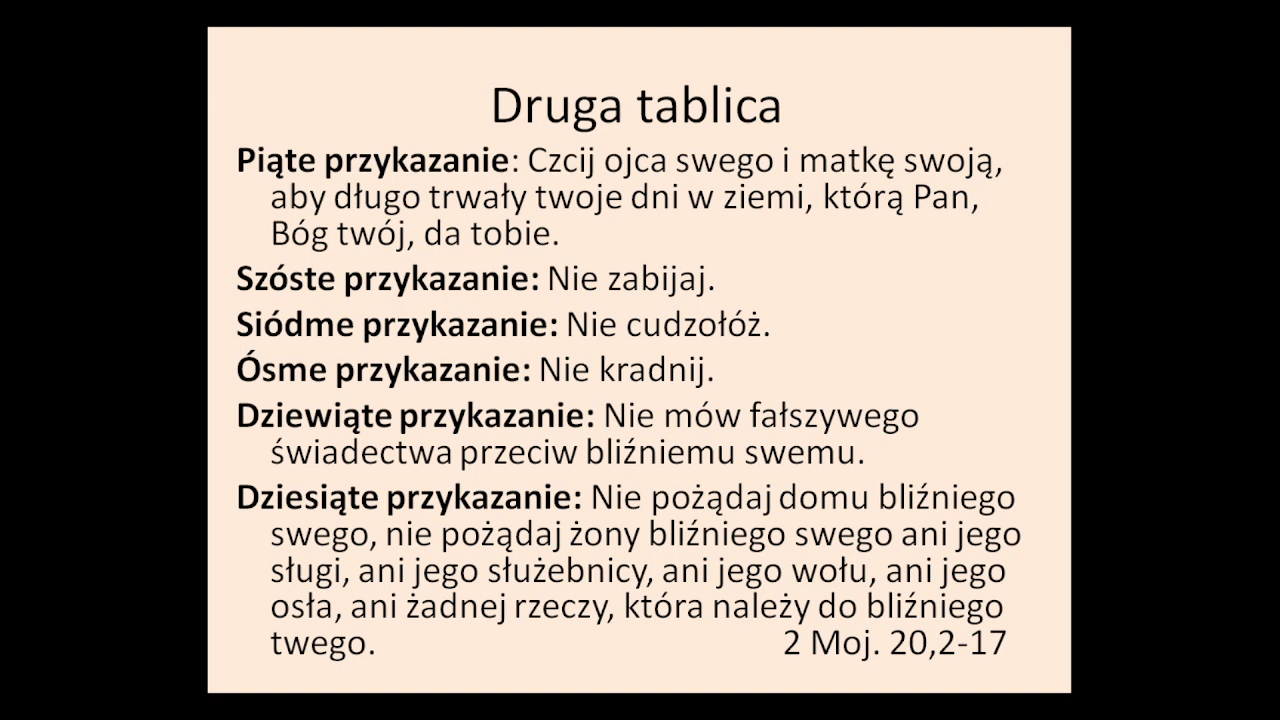 Druga tablica
Piąte przykazanie: Czcij ojca swego i matkę swoją,
aby długo trwały twoje dni w ziemi, którą Pan,
Bóg twój, da tobie.
Szóste przykazanie: Nie zabijaj.
Siódme przykazanie: Nie cudzołóż.
Ósme przykazanie: Nie kradnij.
Dziewiąte przykazanie: Nie mów fałszywego
świadectwa przeciw bliźniemu swemu.
Dziesiąte przykazanie: Nie pożądaj domu bliźniego
swego, nie pożądaj żony bliźniego swego ani jego
sługi, ani jego służebnicy, ani jego wołu, ani jego
osła, ani żadnej rzeczy, która należy do bliźniego
twego. 2 Moj. 20,2-17